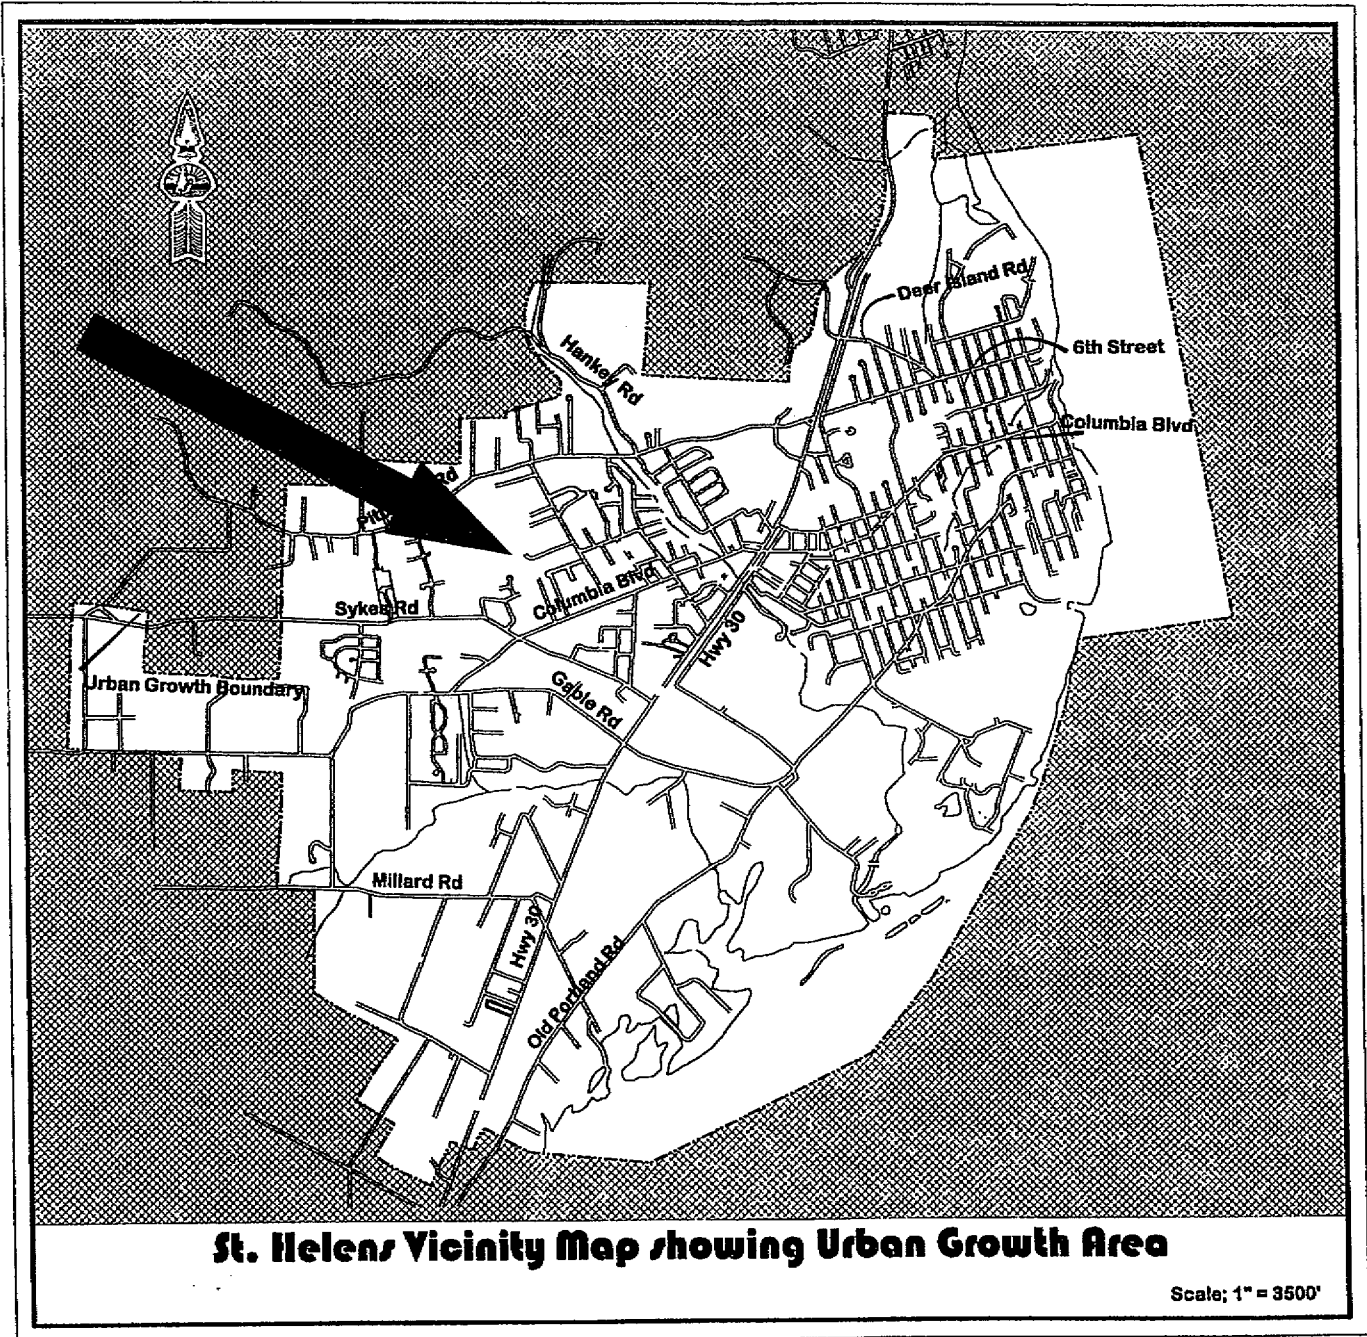 Deer Island Rd
6th Street
Hankey Rd
Columbia Blvd
Rd
Sykes Rd
Columbia Blvd
Hwy 30
Urban Growth Boundary
Gable Rd
Millard Rd
Hwy 30
Old Portland Rd
St. Helens Vicinity Map showing Urban Growth Area
Scale; 1" = 3500'